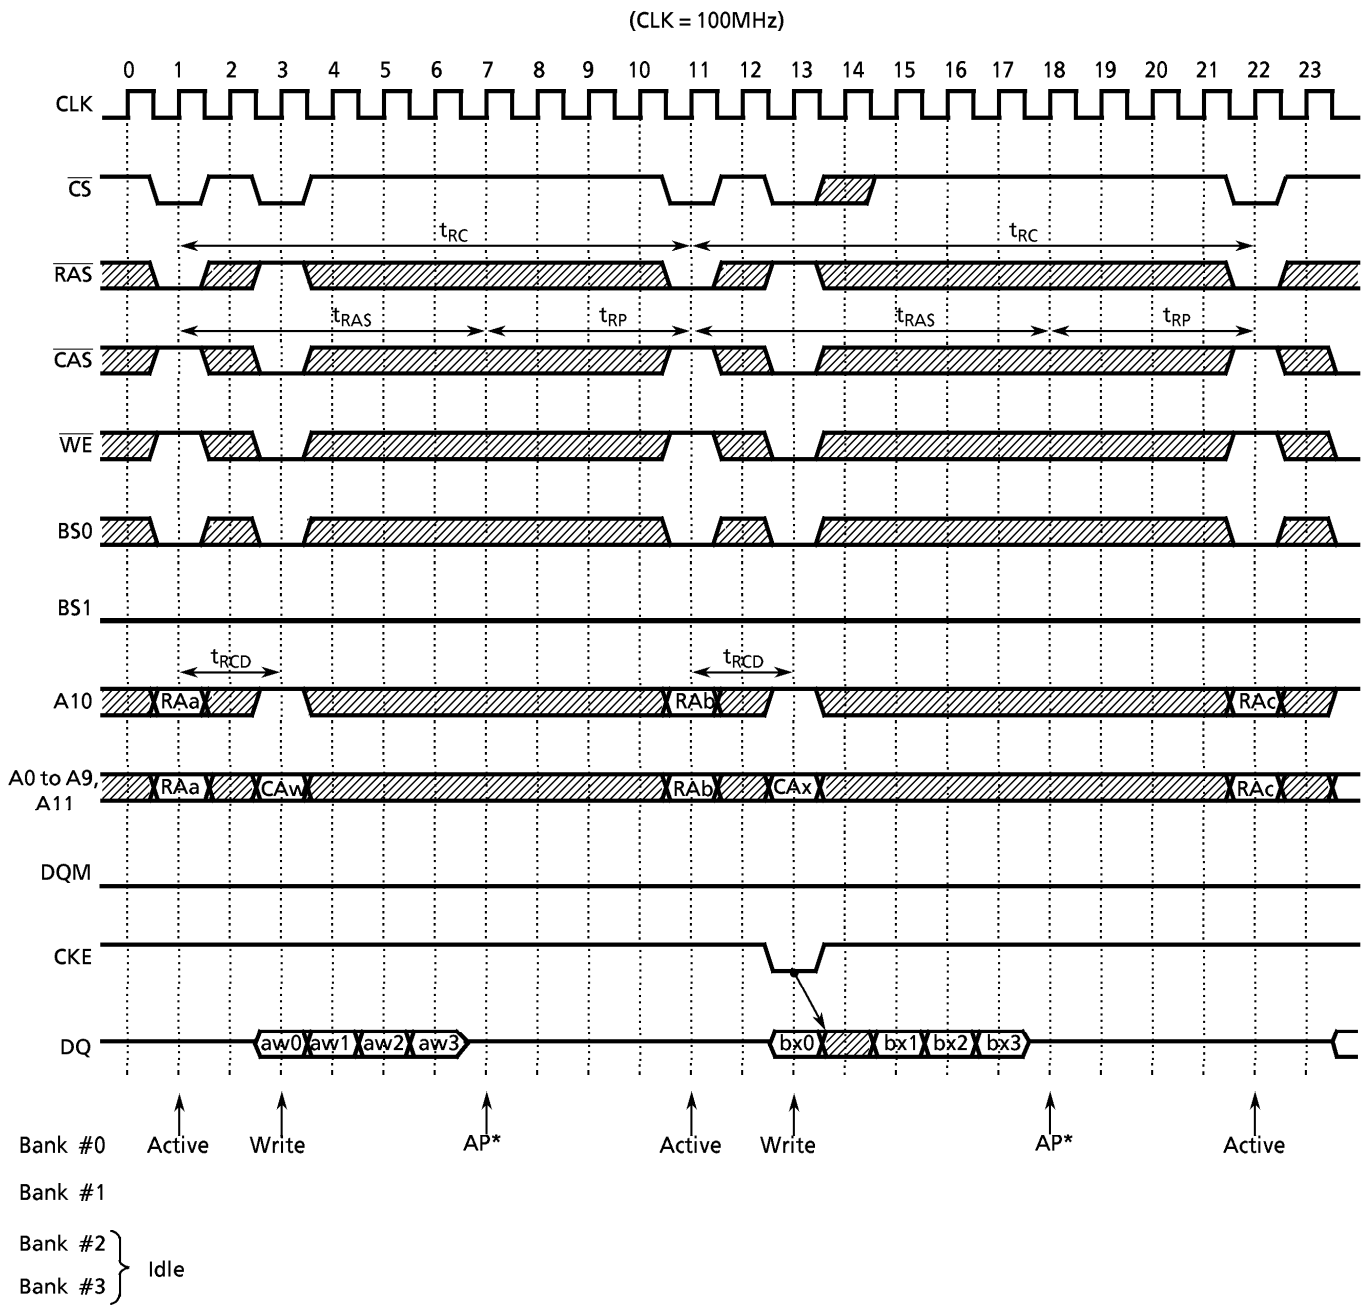 (CLK = 100MHz)
0 1 2 3 4 5 6 7 8 9 10 11 12 13 14 15 16 17 18 19 20 21 22 23
CLK
CS
tRC tRC
RAS
tRAS tRP tRAS tRP
CAS
WE
BS0
BS1
tRCD tRCD
A10 RAa RAb RAc
A0 to A9,
A11
RAa CAw RAb CAx RAc
DQM
CKE
DQ aw0 aw1 aw2 aw3 bx0 bx1 bx2 bx3
Bank #0 Active Write AP* Active Write AP* Active
Bank #1
Bank #2
Idle
Bank #3